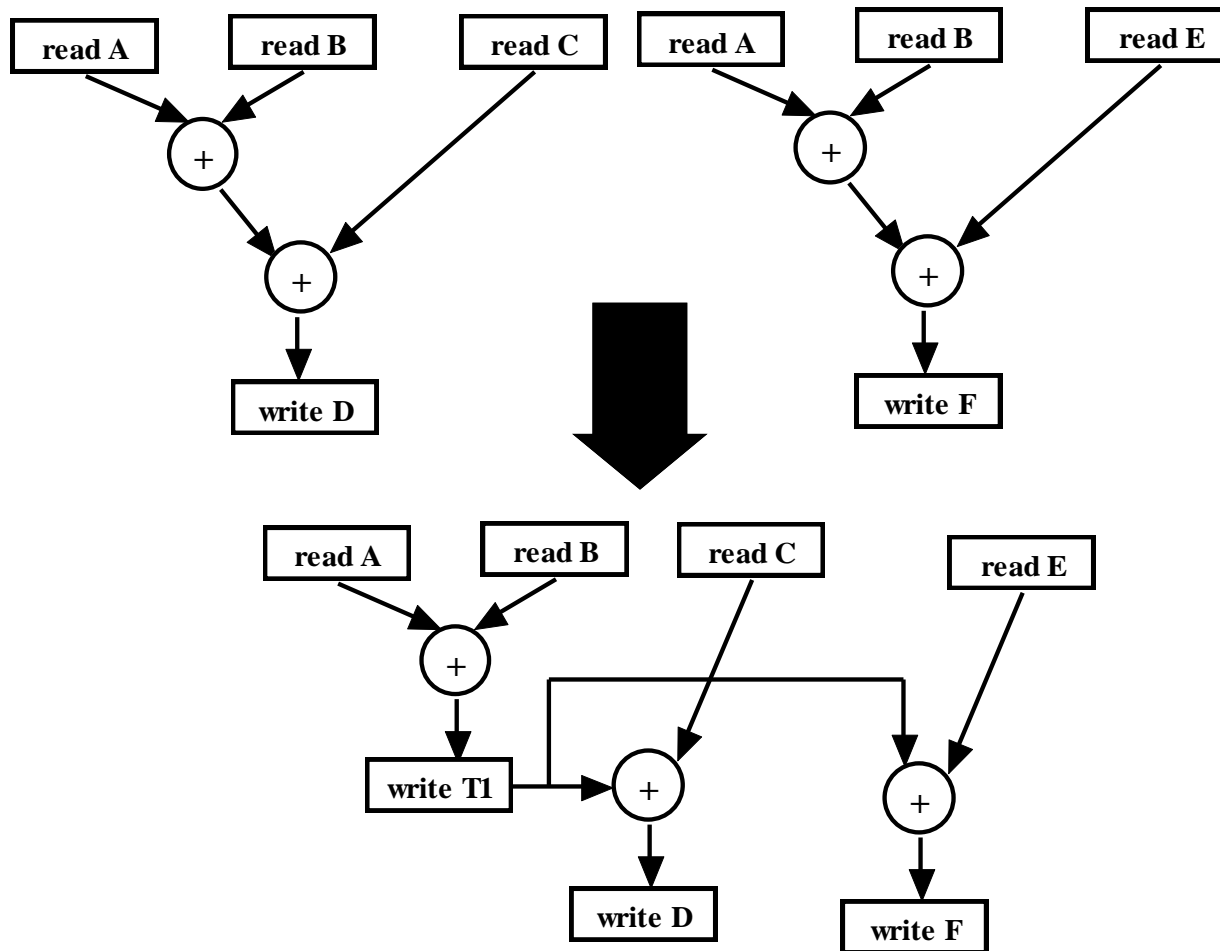 read A
read B
read C
read A
read B
read E
+
+
+
+
write D
write F
read A
read B
read C
read E
+
write T1
+
+
write D
write F